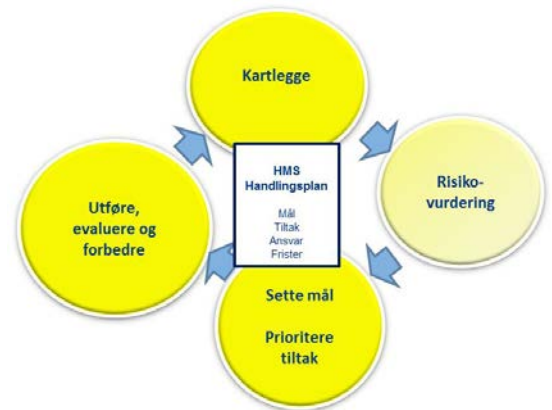 Kartlegge
HMS
Handlingsplan
Mål
Tiltak
Ansvar
Frister
Risiko-
vurdering
Sette mål
Prioritere
tiltak
Utføre,
evaluere og
forbedre